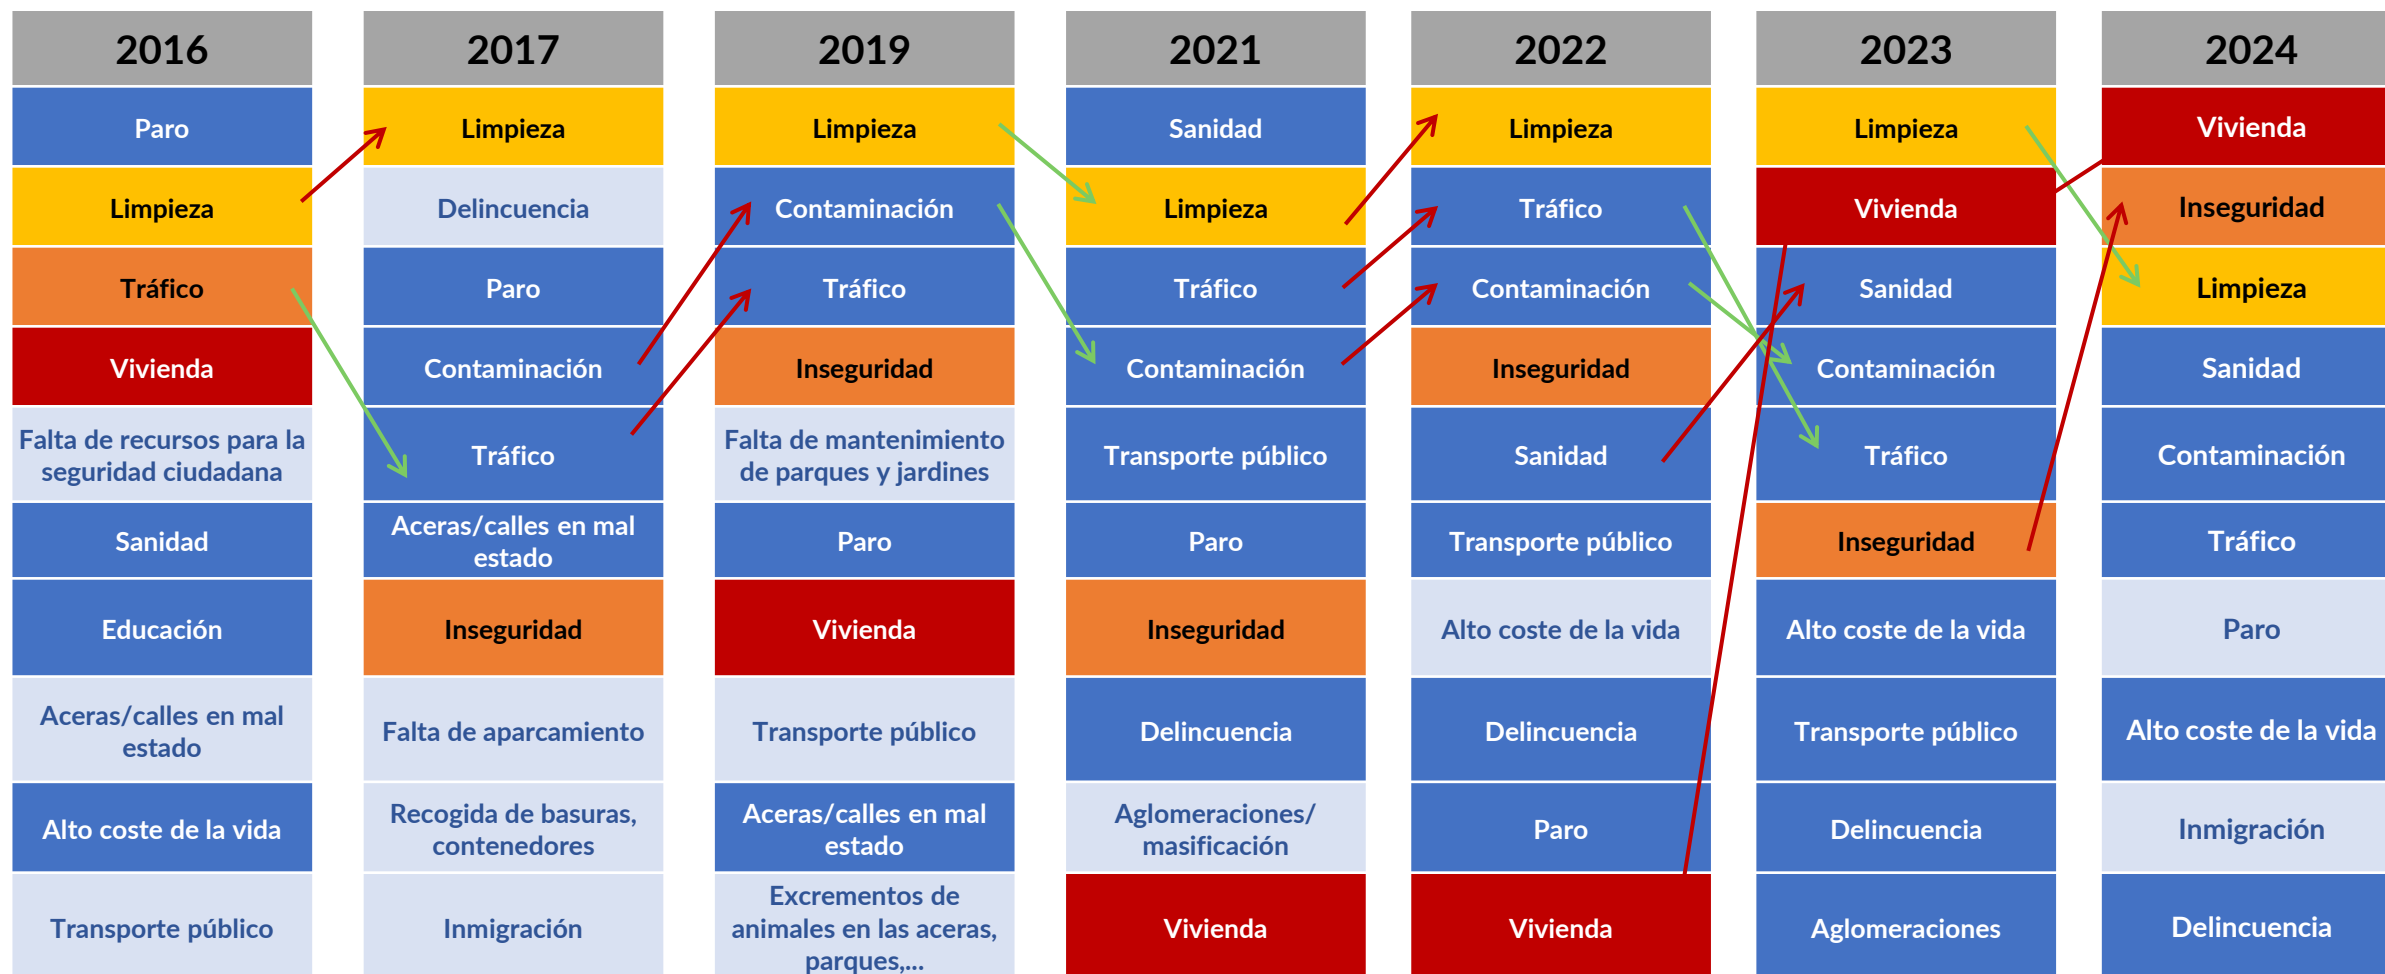 2016
Paro
Limpieza
Tráfico
Vivienda
Falta de recursos para la
seguridad ciudadana
Sanidad
Educación
Aceras/calles en mal
estado
Alto coste de la vida
Transporte público
2017
Limpieza
Delincuencia
Paro
Contaminación
Tráfico
Aceras/calles en mal
estado
Inseguridad
Falta de aparcamiento
Recogida de basuras,
contenedores
Inmigración
2019
Limpieza
Contaminación
Tráfico
Inseguridad
Falta de mantenimiento
de parques y jardines
Paro
Vivienda
Transporte público
Aceras/calles en mal
estado
Excrementos de
animales en las aceras,
parques,...
2021
Sanidad
Limpieza
Tráfico
Contaminación
Transporte público
Paro
Inseguridad
Delincuencia
Aglomeraciones/
masificación
Vivienda
2022
Limpieza
Tráfico
Contaminación
Inseguridad
Sanidad
Transporte público
Alto coste de la vida
Delincuencia
Paro
Vivienda
2023
Limpieza
Vivienda
Sanidad
Contaminación
Tráfico
Inseguridad
Alto coste de la vida
Transporte público
Delincuencia
Aglomeraciones
2024
Vivienda
Inseguridad
Limpieza
Sanidad
Contaminación
Tráfico
Paro
Alto coste de la vida
Inmigración
Delincuencia